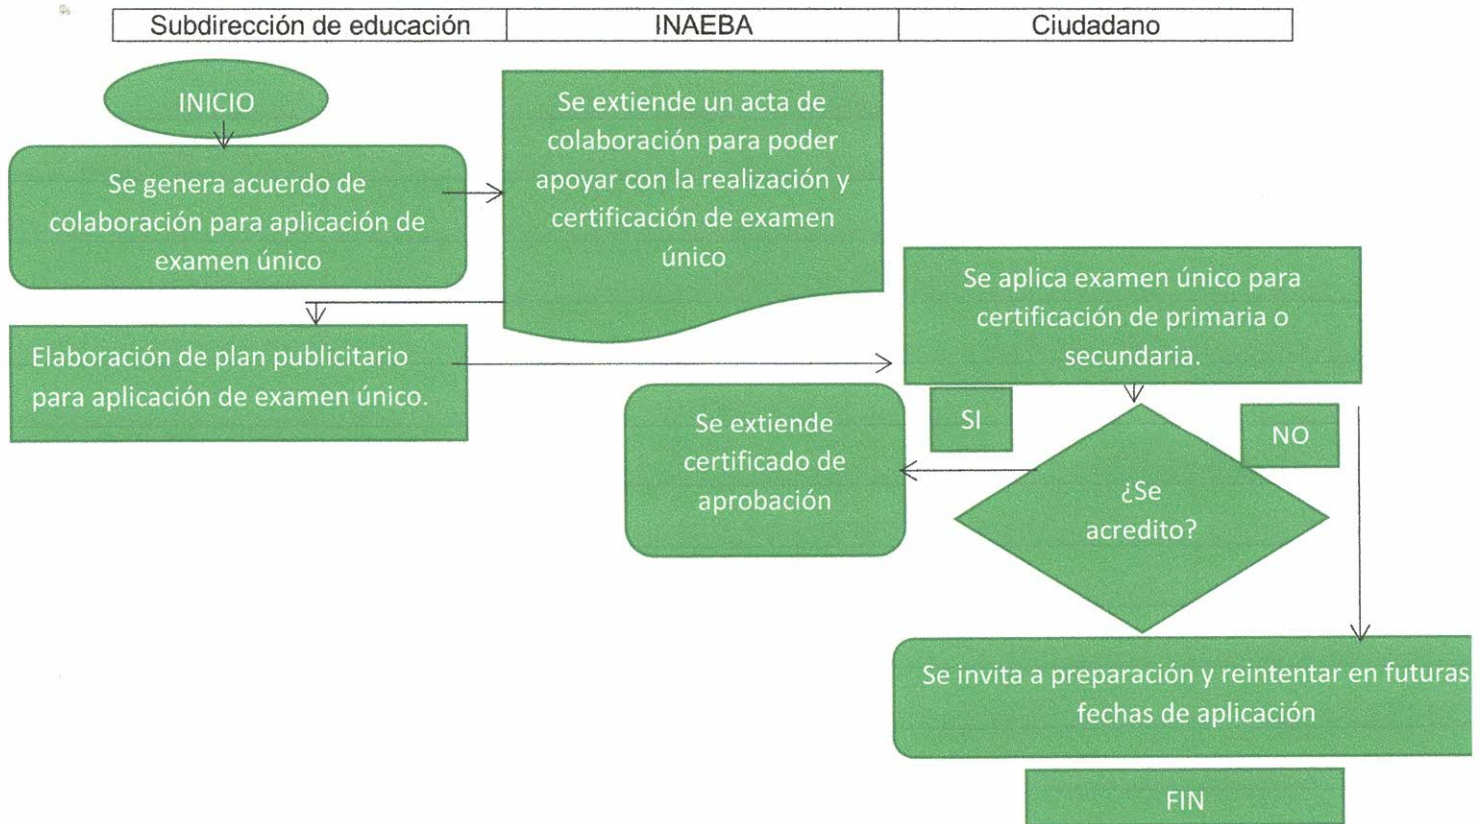 Subdirección de educación
INAEBA
Ciudadano
INICIO
Se genera acuerdo de
colaboración para aplicación de
examen único
Se extiende un acta de
colaboración para poder
apoyar con la realización y
certificación de examen
único
Elaboración de plan publicitario
para aplicación de examen único.
Se aplica examen único para
certificación de primaria o
secundaria.
¿Se
acredito?
SI
Se extiende
certificado de
aprobación
NO
Se invita a preparación y reintentar en futuras
fechas de aplicación
FIN